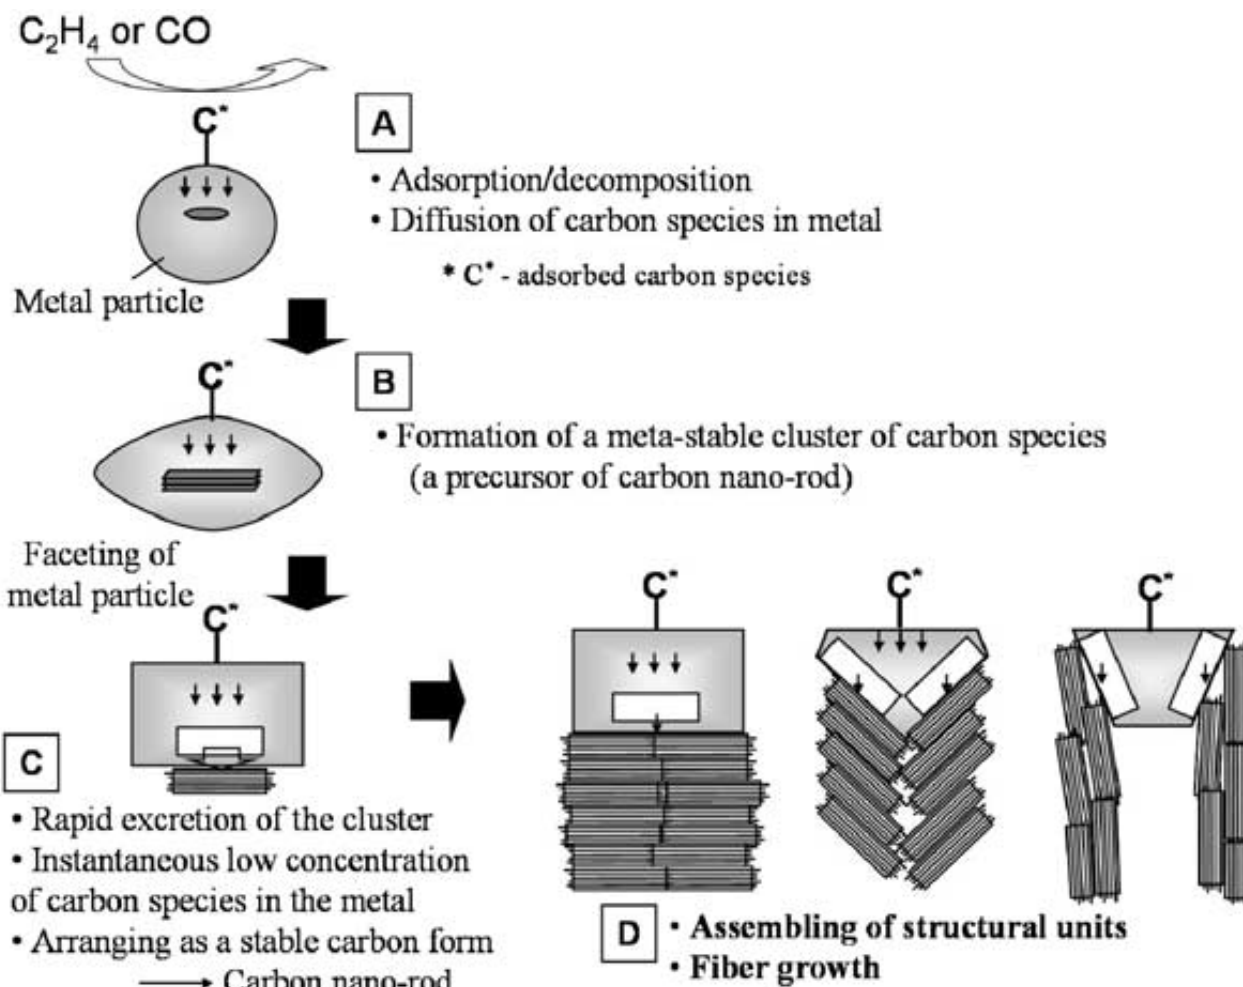 C₂H₄ or CO
C*
A
• Adsorption/decomposition
• Diffusion of carbon species in metal
* C* - adsorbed carbon species
Metal particle
C*
B
• Formation of a meta-stable cluster of carbon species
(a precursor of carbon nano-rod)
Faceting of
metal particle
C*
C
• Rapid excretion of the cluster
• Instantaneous low concentration
of carbon species in the metal
• Arranging as a stable carbon form
→ Carbon nano-rod
C*
C*
C*
D
• Assembling of structural units
• Fiber growth